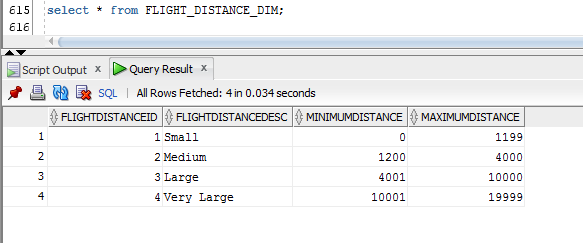 615 select * from FLIGHT_DISTANCE_DIM;
616
Script Output x Query Result x
SQL | All Rows Fetched: 4 in 0.034 seconds
FLIGHTDISTANCEID FLIGHTDISTANCEDESC MINIMUMDISTANCE MAXIMUMDISTANCE
1 1 Small 0 1199
2 2 Medium 1200 4000
3 3 Large 4001 10000
4 4 Very Large 10001 19999